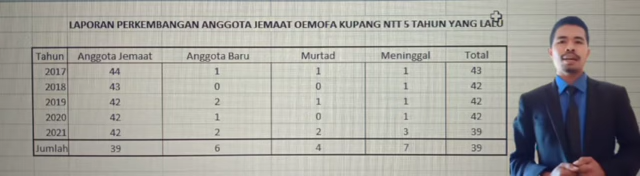 LAPORAN PERKEMBANGAN ANGGOTA JEMAAT OEMOFA KUPANG NTT 5 TAHUN YANG LALU
Tahun Anggota Jemaat Anggota Baru Murtad Meninggal Total
2017 44 1 1 1 43
2018 43 0 0 1 42
2019 42 2 1 1 42
2020 42 1 0 1 42
2021 42 2 2 3 39
Jumlah 39 6 4 7 39